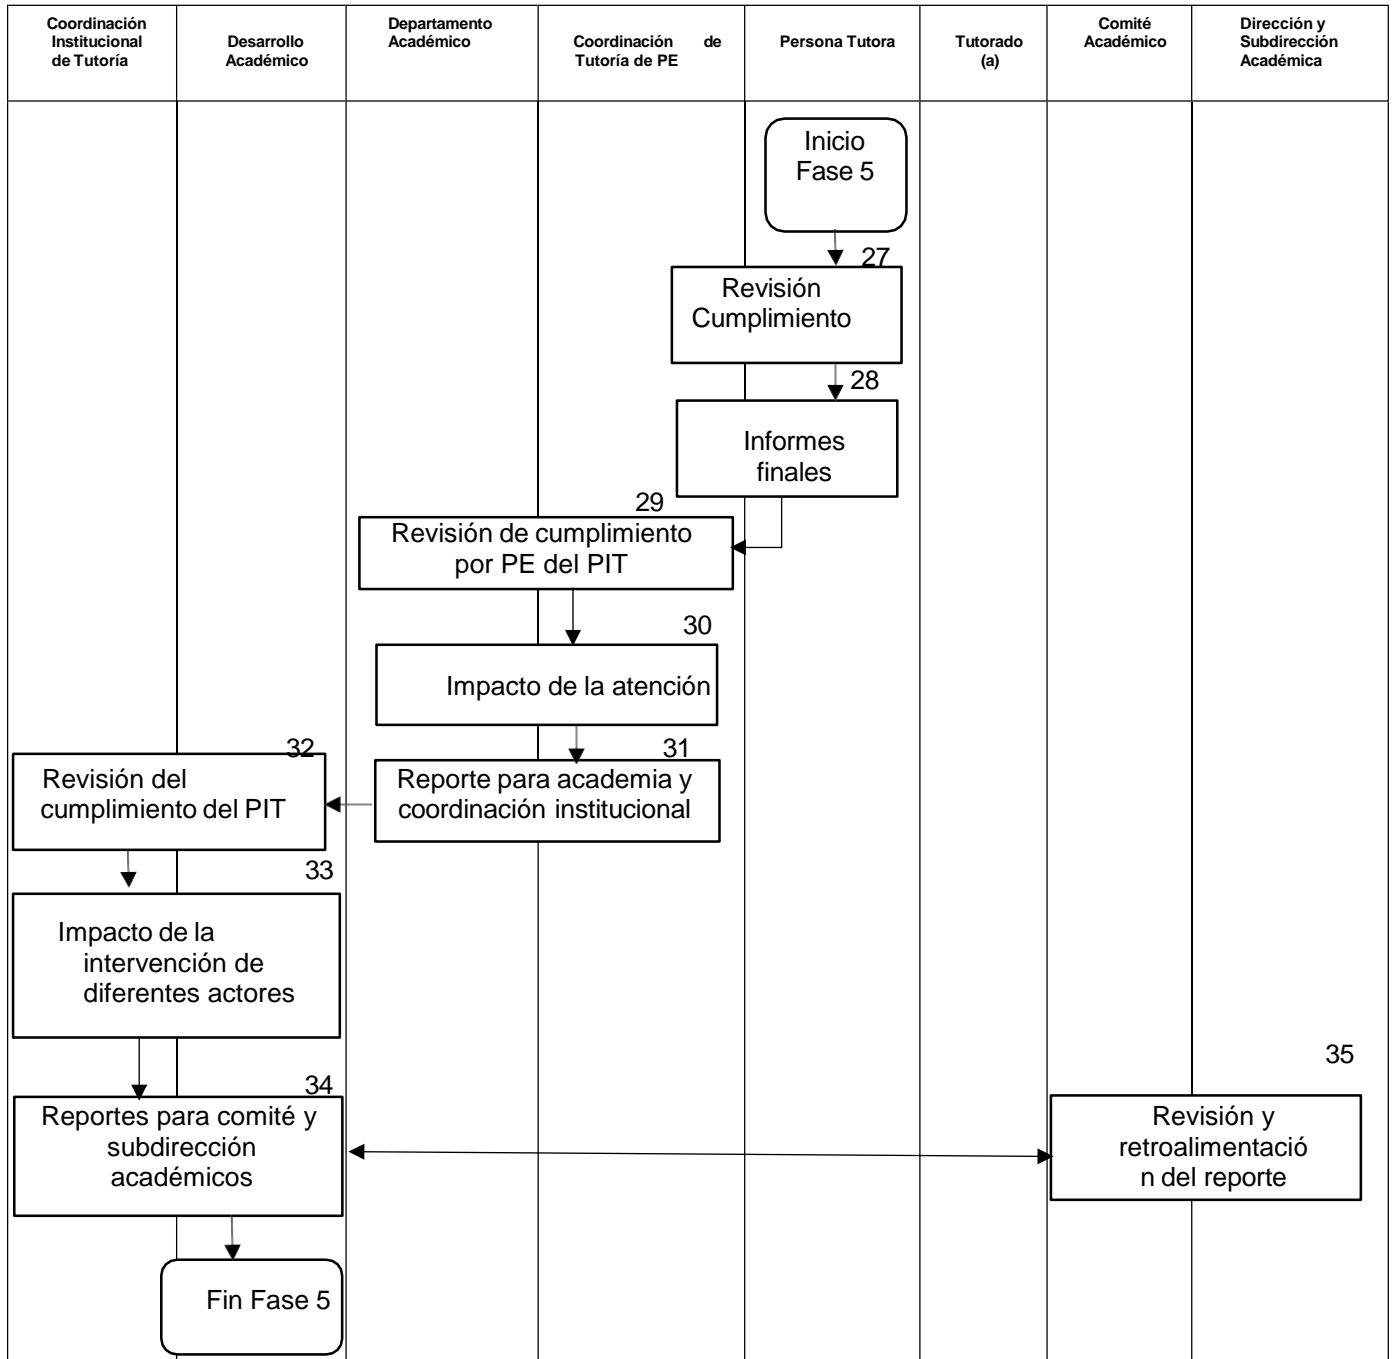 Coordinación
Institucional
de Tutoría
Desarrollo
Académico
Departamento
Académico
Coordinación de
Tutoría de PE
Persona Tutora
Tutorado
(a)
Comité
Académico
Dirección y
Subdirección
Académica
Inicio
Fase 5
27
Revisión
Cumplimiento
28
Informes
finales
29
Revisión de cumplimiento
por PE del PIT
30
Impacto de la atención
31
Reporte para academia y
coordinación institucional
32
Revisión del
cumplimiento del PIT
33
Impacto de la
intervención de
diferentes actores
34
Reportes para comité y
subdirección
académicos
35
Revisión y
retroalimentació
n del reporte
Fin Fase 5